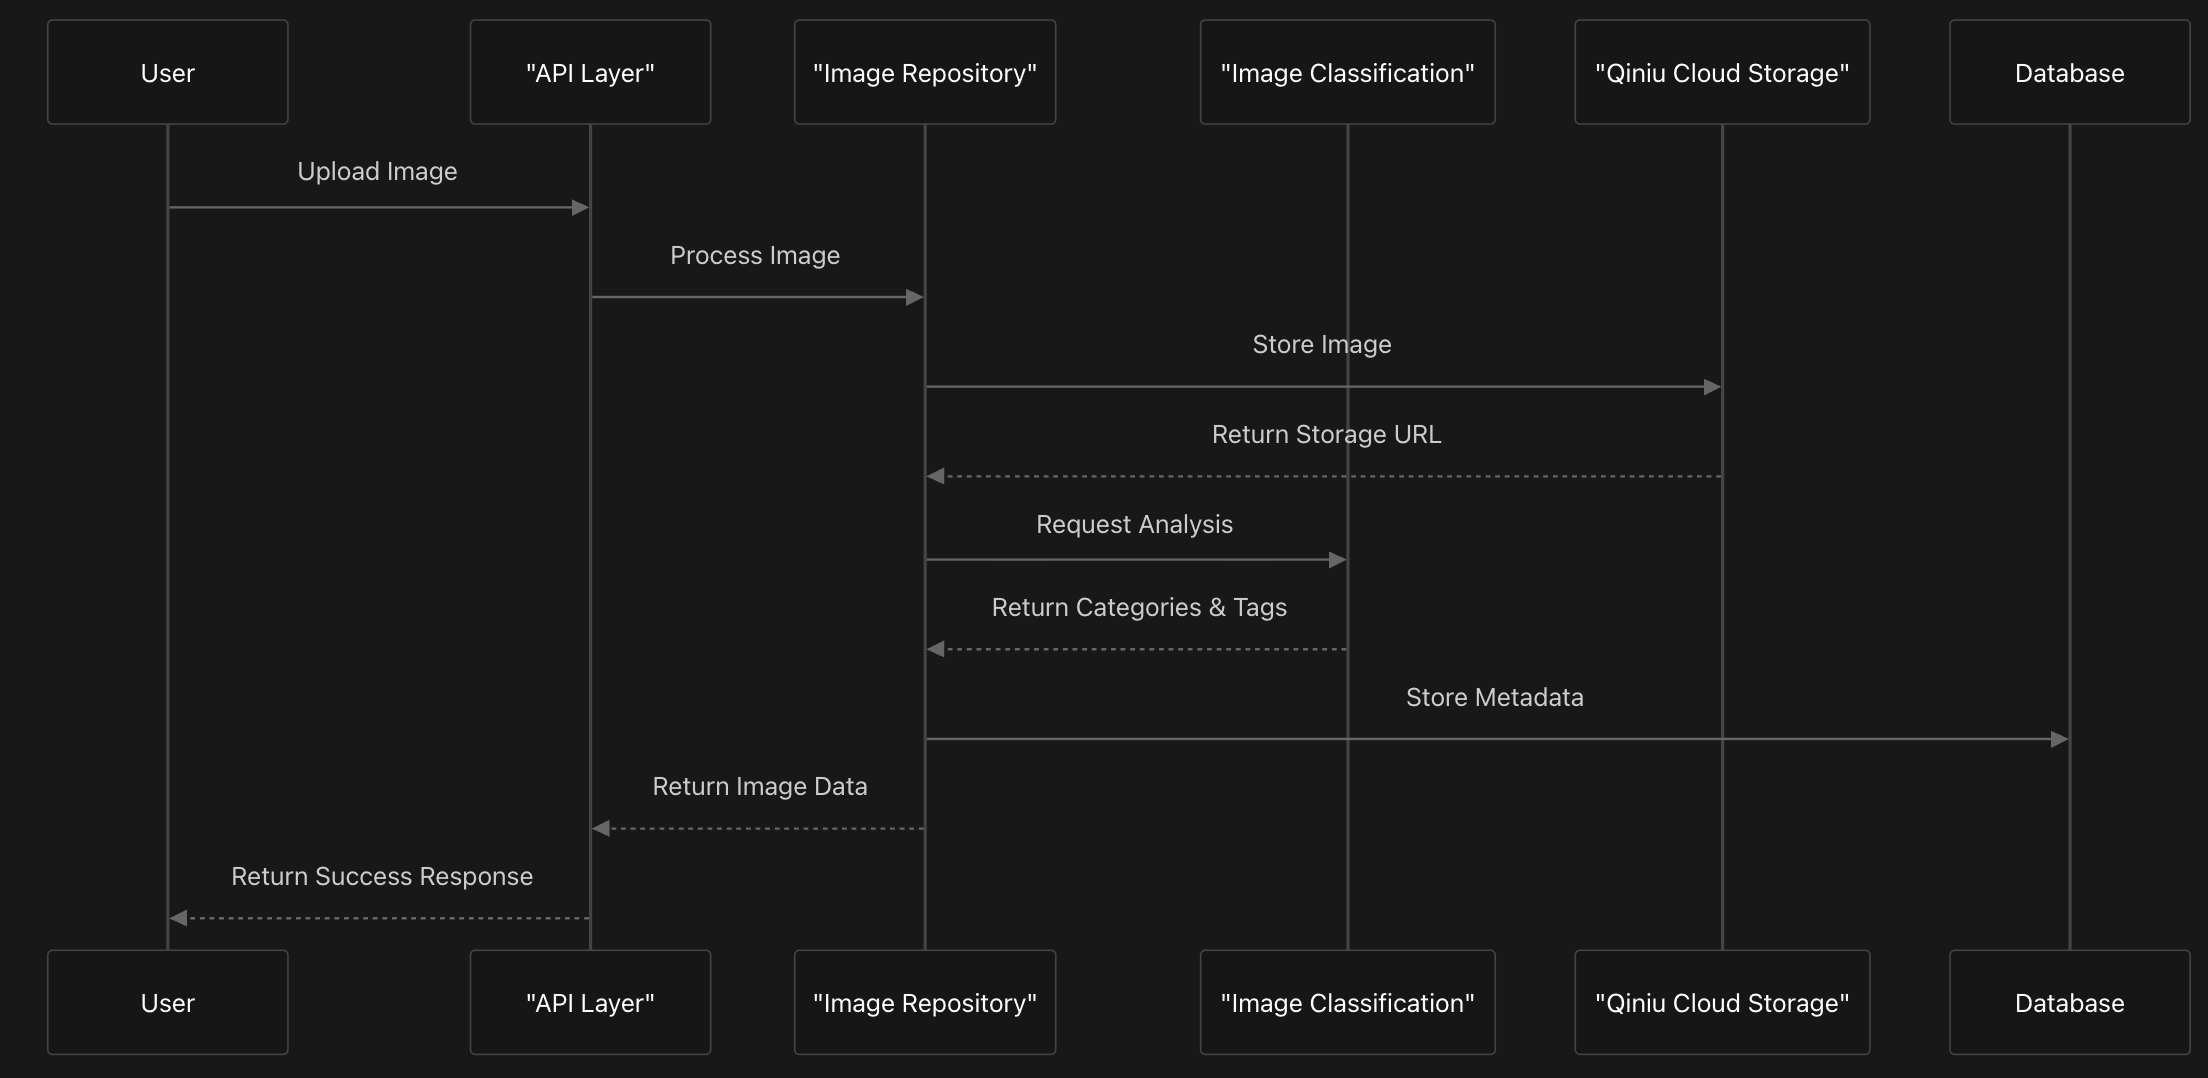 User
"API Layer"
"Image Repository"
"Image Classification"
"Qiniu Cloud Storage"
Database
Upload Image
Process Image
Store Image
Return Storage URL
Request Analysis
Return Categories & Tags
Store Metadata
Return Image Data
Return Success Response
User
"API Layer"
"Image Repository"
"Image Classification"
"Qiniu Cloud Storage"
Database